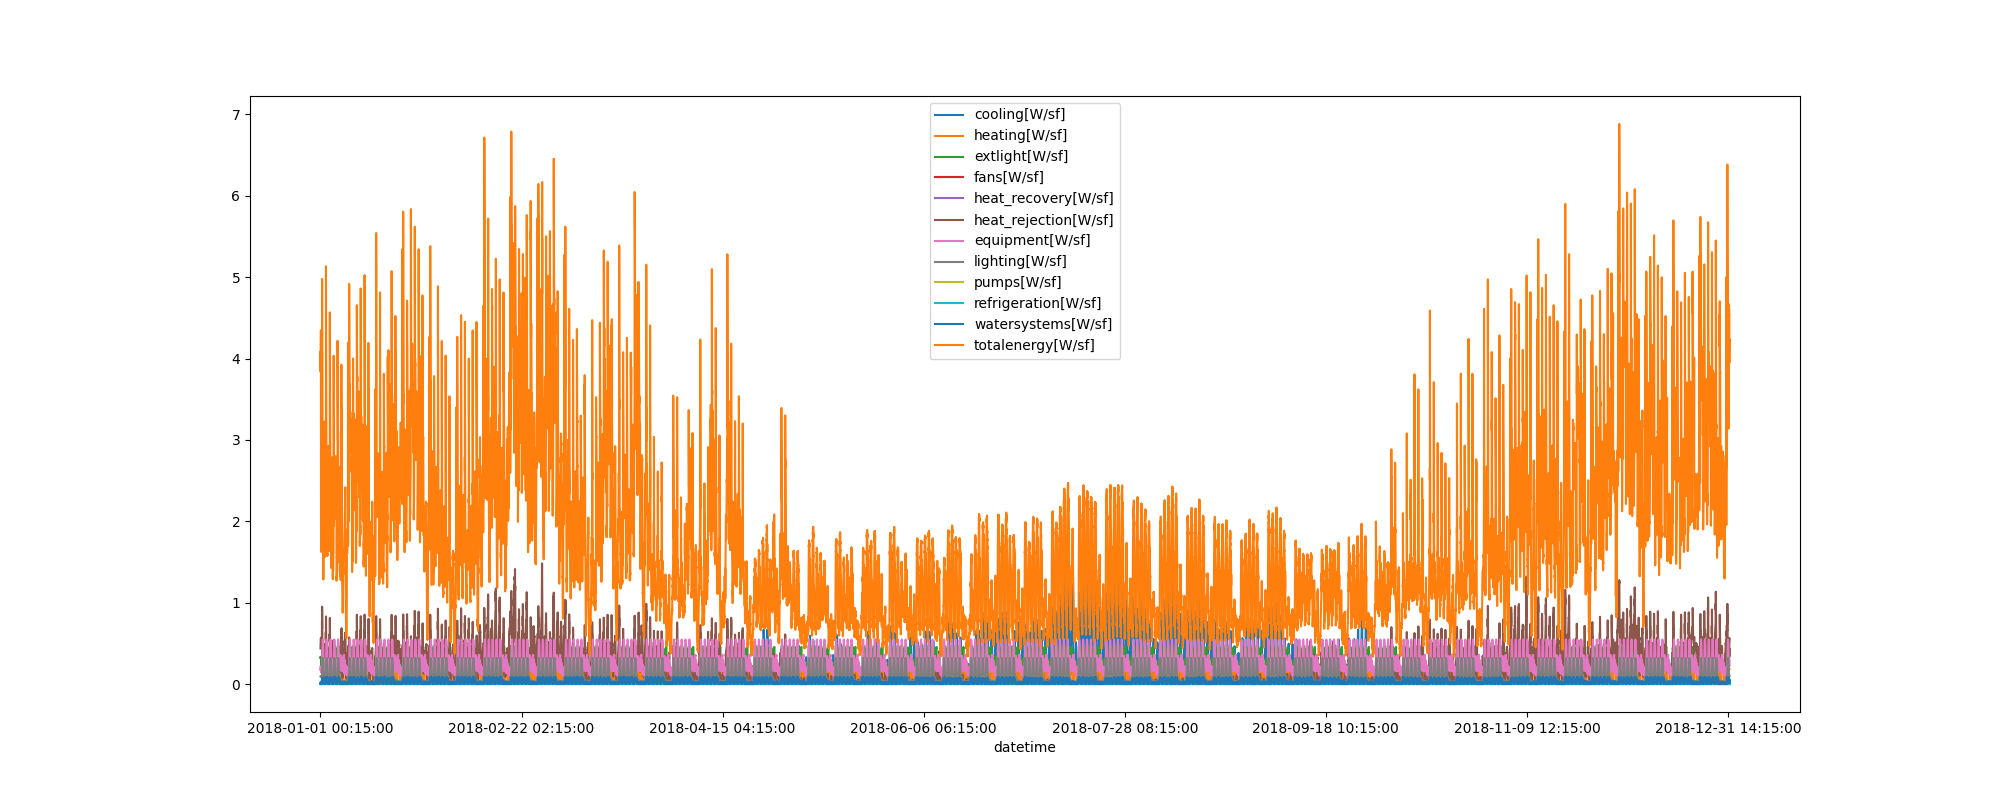 7
6
5
4
3
2
1
0
cooling[W/sf]
heating[W/sf]
extlight[W/sf]
fans[W/sf]
heat_recovery[W/sf]
heat_rejection[W/sf]
equipment[W/sf]
lighting[W/sf]
pumps[W/sf]
refrigeration[W/sf]
watersystems[W/sf]
totalenergy[W/sf]
2018-01-01 00:15:00 2018-02-22 02:15:00 2018-04-15 04:15:00 2018-06-06 06:15:00 2018-07-28 08:15:00 2018-09-18 10:15:00 2018-11-09 12:15:00 2018-12-31 14:15:00
datetime